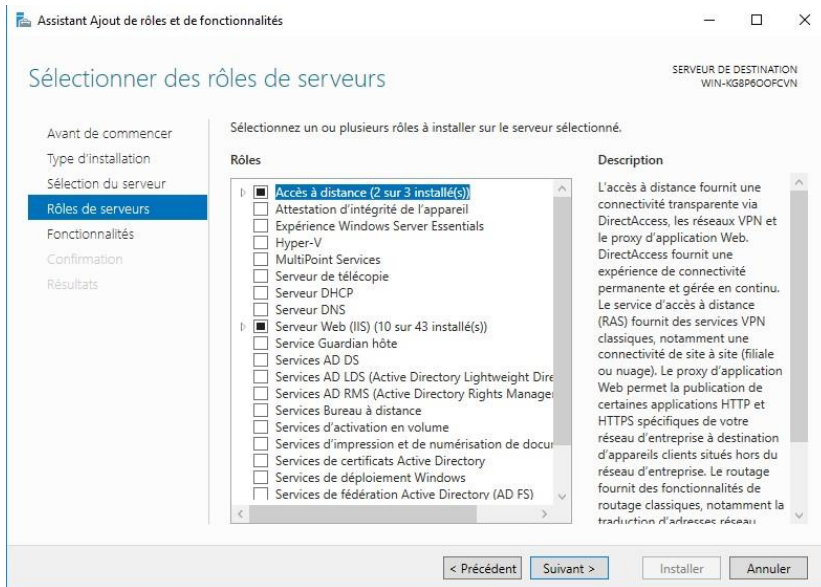 Assistant Ajout de rôles et de fonctionnalités
Sélectionner des rôles de serveurs
SERVEUR DE DESTINATION
WIN-KG8P6OOFCVN
Avant de commencer
Type d'installation
Sélection du serveur
Rôles de serveurs
Fonctionnalités
Confirmation
Résultats
Sélectionnez un ou plusieurs rôles à installer sur le serveur sélectionné.
Rôles
Accès à distance (2 sur 3 installé(s))
Attestation d'intégrité de l'appareil
Expérience Windows Server Essentials
Hyper-V
MultiPoint Services
Serveur de télécopie
Serveur DHCP
Serveur DNS
Serveur Web (IIS) (10 sur 43 installé(s))
Service Guardian hôte
Services AD DS
Services AD LDS (Active Directory Lightweight Dire
Services AD RMS (Active Directory Rights Manage
Services Bureau à distance
Services d'activation en volume
Services d'impression et de numérisation de docu
Services de certificats Active Directory
Services de déploiement Windows
Services de fédération Active Directory (AD FS)
Description
L'accès à distance fournit une
connectivité transparente via
DirectAccess, les réseaux VPN et
le proxy d'application Web.
DirectAccess fournit une
expérience de connectivité
permanente et gérée en continu.
Le service d'accès à distance
(RAS) fournit des services VPN
classiques, notamment une
connectivité de site à site (filiale
ou nuage). Le proxy d'application
Web permet la publication de
certaines applications HTTP et
HTTPS spécifiques de votre
réseau d'entreprise à destination
d'appareils clients situés hors du
réseau d'entreprise. Le routage
fournit des fonctionnalités de
routage classiques, notamment la
traduction d'adresses réseau
< Précédent
Suivant >
Installer
Annuler